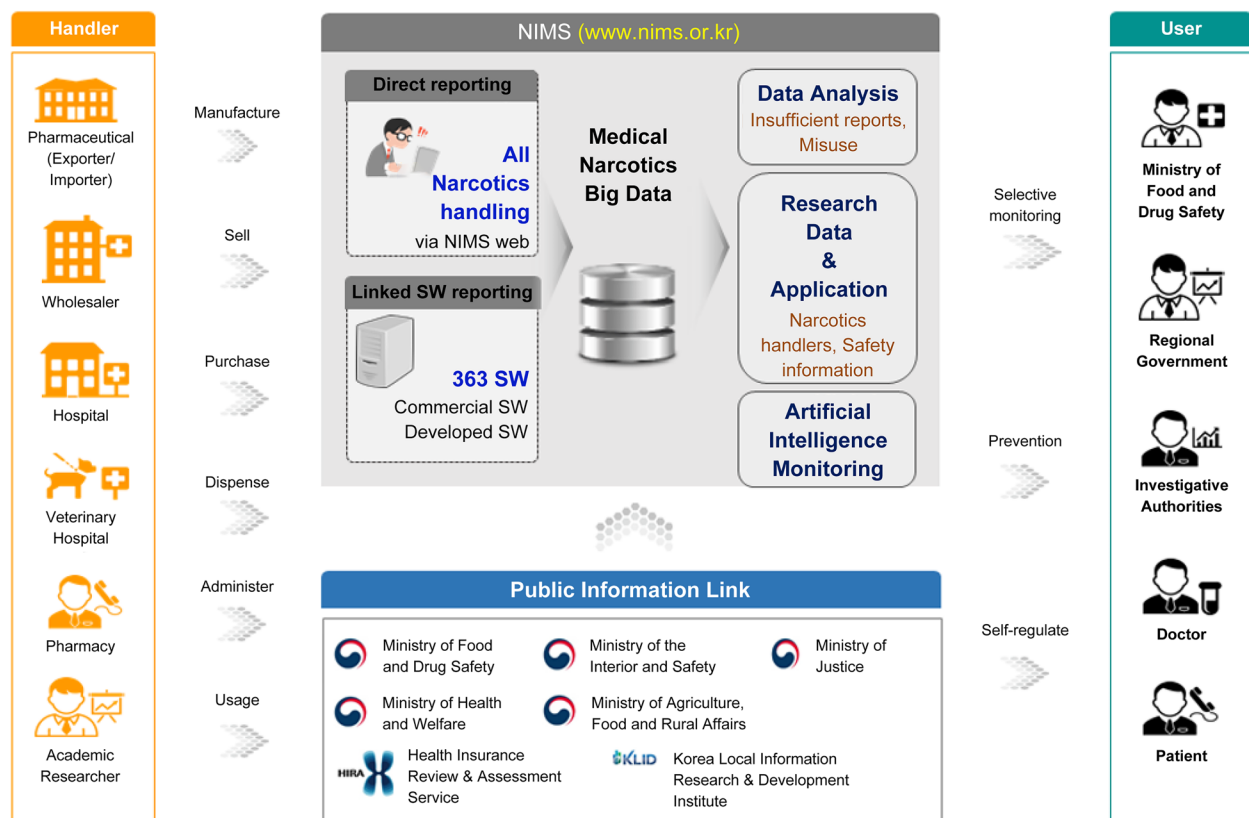 Handler
Pharmaceutical
(Exporter/
Importer)
Wholesaler
Hospital
Veterinary
Hospital
Pharmacy
Academic
Researcher
Manufacture
Sell
Purchase
Dispense
Administer
Usage
NIMS (www.nims.or.kr)
Direct reporting
All
Narcotics
handling
via NIMS web
Linked SW reporting
363 SW
Commercial SW
Developed SW
Medical
Narcotics
Big Data
Data Analysis
Insufficient reports,
Misuse
Research
Data
&
Application
Narcotics
handlers, Safety
information
Artificial
Intelligence
Monitoring
Public Information Link
Ministry of Food
and Drug Safety
Ministry of the
Interior and Safety
Ministry of
Justice
Ministry of Health
and Welfare
Ministry of Agriculture,
Food and Rural Affairs
HIRA
Health Insurance
Review & Assessment
Service
KLID
Korea Local Information
Research & Development
Institute
Selective
monitoring
Prevention
Self-regulate
User
Ministry of
Food and
Drug Safety
Regional
Government
Investigative
Authorities
Doctor
Patient